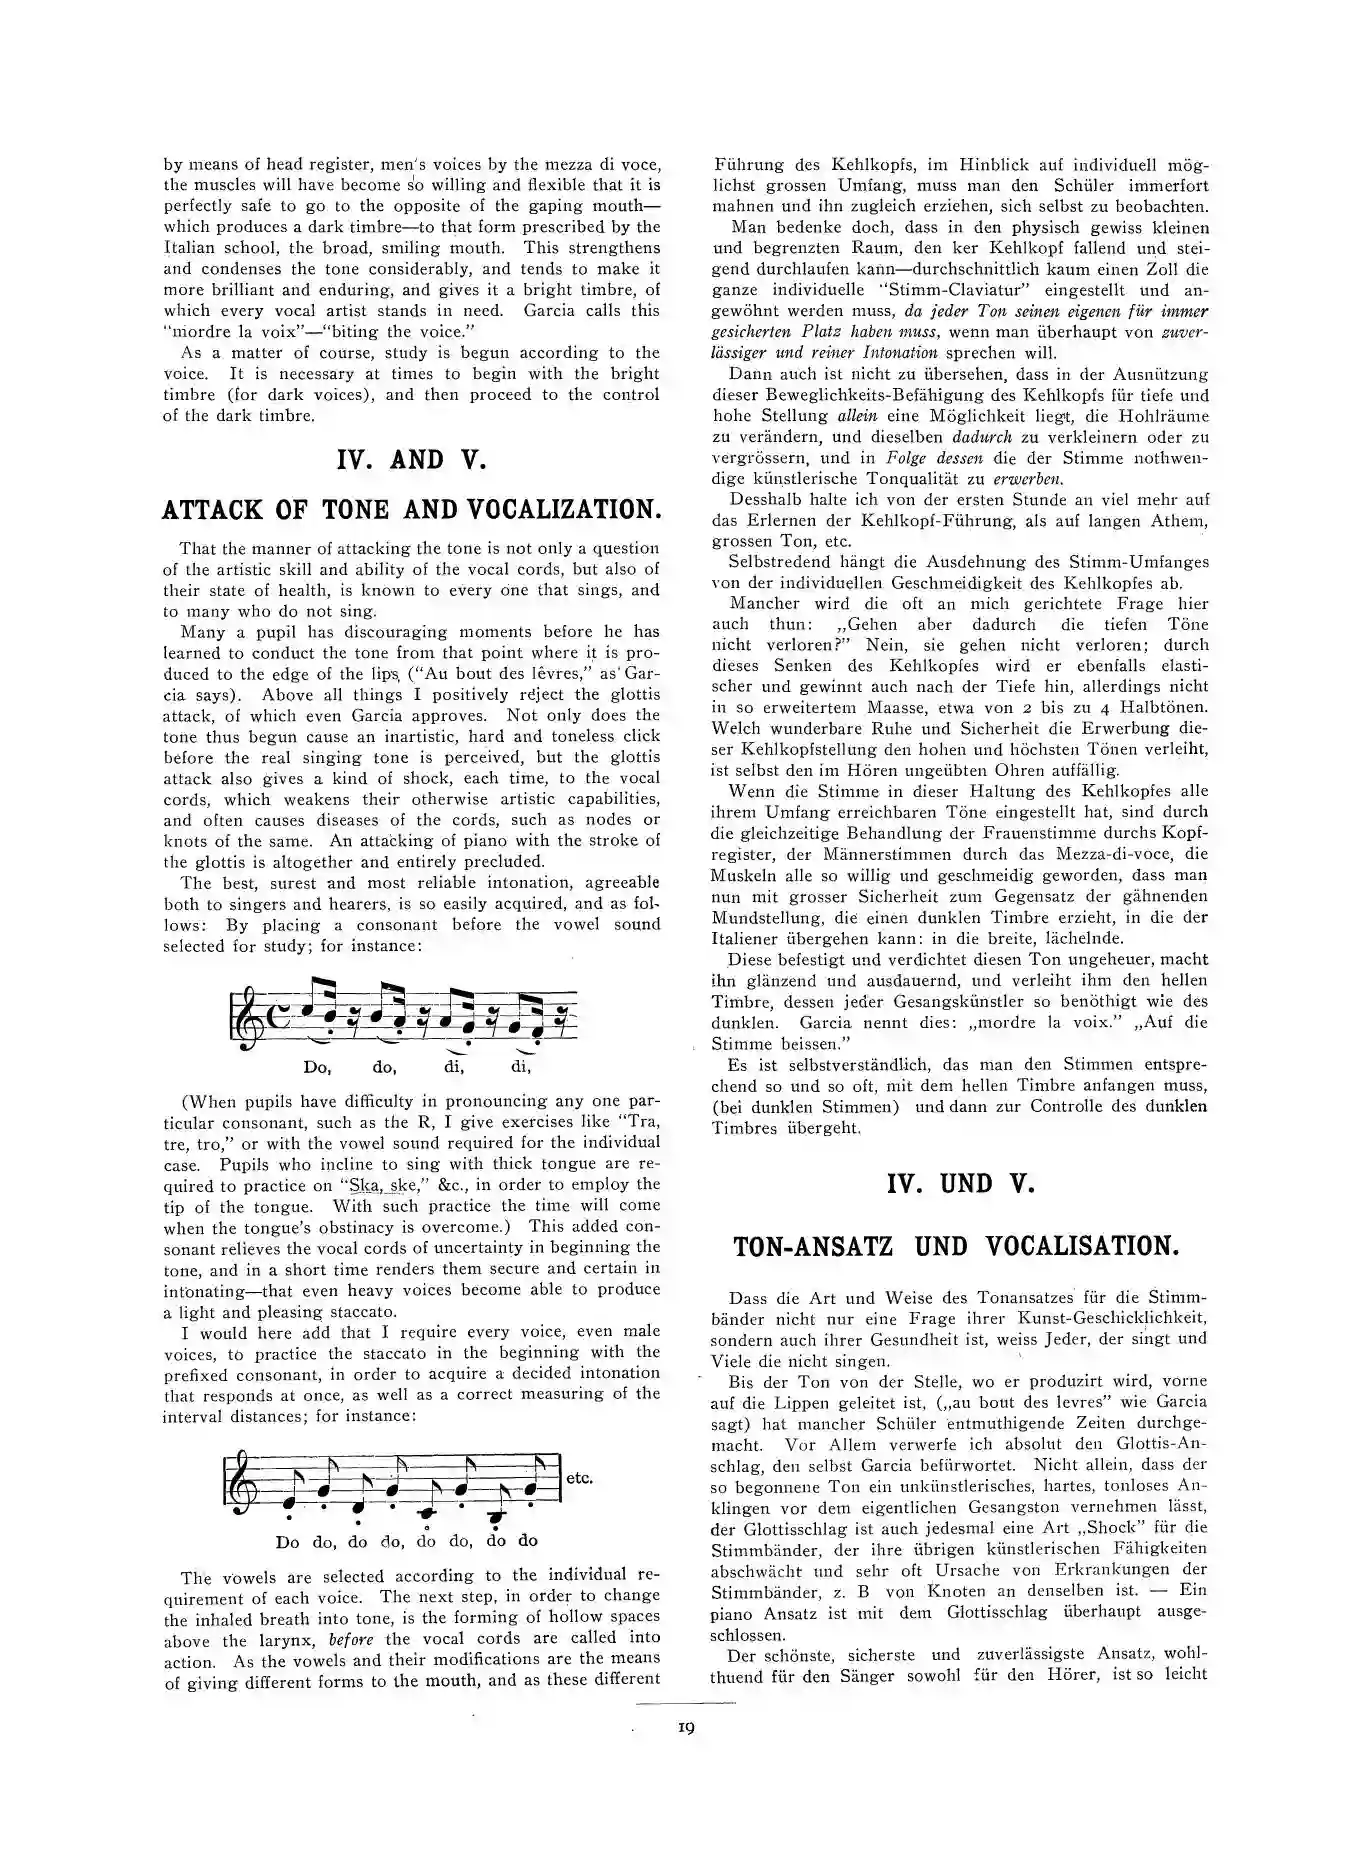 by means of head register, men's voices by the mezza di voce,
the muscles will have become so willing and flexible that it is
perfectly safe to go to the opposite of the gaping mouth—
which produces a dark timbre—to that form prescribed by the
Italian school, the broad, smiling mouth. This strengthens
and condenses the tone considerably, and tends to make it
more brilliant and enduring, and gives it a bright timbre, of
which every vocal artist stands in need. Garcia calls this
"mordre la voix"—"biting the voice."
As a matter of course, study is begun according to the
voice. It is necessary at times to begin with the bright
timbre (for dark voices), and then proceed to the control
of the dark timbre.
IV. AND V.
ATTACK OF TONE AND VOCALIZATION.
That the manner of attacking the tone is not only a question
of the artistic skill and ability of the vocal cords, but also of
their state of health, is known to every one that sings, and
to many who do not sing.
Many a pupil has discouraging moments before he has
learned to conduct the tone from that point where it is pro-
duced to the edge of the lips, ("Au bout des lêvres," as Gar-
cia says). Above all things I positively reject the glottis
attack, of which even Garcia approves. Not only does the
tone thus begun cause an inartistic, hard and toneless click
before the real singing tone is perceived, but the glottis
attack also gives a kind of shock, each time, to the vocal
cords, which weakens their otherwise artistic capabilities,
and often causes diseases of the cords, such as nodes or
knots of the same. An attacking of piano with the stroke of
the glottis is altogether and entirely precluded.
The best, surest and most reliable intonation, agreeable
both to singers and hearers, is so easily acquired, and as fol-
lows: By placing a consonant before the vowel sound
selected for study; for instance:
Do, do, di, di,
(When pupils have difficulty in pronouncing any one par-
ticular consonant, such as the R, I give exercises like "Tra,
tre, tro," or with the vowel sound required for the individual
case. Pupils who incline to sing with thick tongue are re-
quired to practice on "Ska, ske," &c., in order to employ the
tip of the tongue. With such practice the time will come
when the tongue's obstinacy is overcome.) This added con-
sonant relieves the vocal cords of uncertainty in beginning the
tone, and in a short time renders them secure and certain in
intonating—that even heavy voices become able to produce
a light and pleasing staccato.
I would here add that I require every voice, even male
voices, to practice the staccato in the beginning with the
prefixed consonant, in order to acquire a decided intonation
that responds at once, as well as a correct measuring of the
interval distances; for instance:
etc.
Do do, do do, do do, do do
The vowels are selected according to the individual re-
quirement of each voice. The next step, in order to change
the inhaled breath into tone, is the forming of hollow spaces
above the larynx, before the vocal cords are called into
action. As the vowels and their modifications are the means
of giving different forms to the mouth, and as these different
Führung des Kehlkopfs, im Hinblick auf individuell mög-
lichst grossen Umfang, muss man den Schüler immerfort
mahnen und ihn zugleich erziehen, sich selbst zu beobachten.
Man bedenke doch, dass in den physisch gewiss kleinen
und begrenzten Raum, den ker Kehlkopf fallend und stei-
gend durchlaufen kann—durchschnittlich kaum einen Zoll die
ganze individuelle "Stimm-Claviatur" eingestellt und an-
gewöhnt werden muss, da jeder Ton seinen eigenen für immer
gesicherten Platz haben muss, wenn man überhaupt von zuver-
lässiger und reiner Intonation sprechen will.
Dann auch ist nicht zu übersehen, dass in der Ausnützung
dieser Beweglichkeits-Befähigung des Kehlkopfs für tiefe und
hohe Stellung allein eine Möglichkeit liegt, die Hohlräume
zu verändern, und dieselben dadurch zu verkleinern oder zu
vergrössern, und in Folge dessen die der Stimme nothwen-
dige künstlerische Tonqualität zu erwerben.
Desshalb halte ich von der ersten Stunde an viel mehr auf
das Erlernen der Kehlkopf-Führung, als auf langen Athem,
grossen Ton, etc.
Selbstredend hängt die Ausdehnung des Stimm-Umfanges
von der individuellen Geschmeidigkeit des Kehlkopfes ab.
Mancher wird die oft an mich gerichtete Frage hier
auch thun: „Gehen aber dadurch die tiefen Töne
nicht verloren?" Nein, sie gehen nicht verloren; durch
dieses Senken des Kehlkopfes wird er ebenfalls elasti-
scher und gewinnt auch nach der Tiefe hin, allerdings nicht
in so erweitertem Maasse, etwa von 2 bis zu 4 Halbtönen.
Welch wunderbare Ruhe und Sicherheit die Erwerbung die-
ser Kehlkopfstellung den hohen und höchsten Tönen verleiht,
ist selbst den im Hören ungeübten Ohren auffällig.
Wenn die Stimme in dieser Haltung des Kehlkopfes alle
ihrem Umfang erreichbaren Töne eingestellt hat, sind durch
die gleichzeitige Behandlung der Frauenstimme durchs Kopf-
register, der Männerstimmen durch das Mezza-di-voce, die
Muskeln alle so willig und geschmeidig geworden, dass man
nun mit grosser Sicherheit zum Gegensatz der gähnenden
Mundstellung, die einen dunklen Timbre erzieht, in die der
Italiener übergehen kann: in die breite, lächelnde.
Diese befestigt und verdichtet diesen Ton ungeheuer, macht
ihn glänzend und ausdauernd, und verleiht ihm den hellen
Timbre, dessen jeder Gesangskünstler so benöthigt wie des
dunklen. Garcia nennt dies: „mordre la voix." „Auf die
Stimme beissen."
Es ist selbstverständlich, das man den Stimmen entspre-
chend so und so oft, mit dem hellen Timbre anfangen muss,
(bei dunklen Stimmen) und dann zur Controlle des dunklen
Timbres übergeht.
IV. UND V.
TON-ANSATZ UND VOCALISATION.
Dass die Art und Weise des Tonansatzes für die Stimm-
bänder nicht nur eine Frage ihrer Kunst-Geschicklichkeit,
sondern auch ihrer Gesundheit ist, weiss Jeder, der singt und
Viele die nicht singen.
Bis der Ton von der Stelle, wo er produzirt wird, vorne
auf die Lippen geleitet ist, („au bout des levres" wie Garcia
sagt) hat mancher Schüler entmuthigende Zeiten durchge-
macht. Vor Allem verwerfe ich absolut den Glottis-An-
schlag, den selbst Garcia befürwortet. Nicht allein, dass der
so begonnene Ton ein unkünstlerisches, hartes, tonloses An-
klingen vor dem eigentlichen Gesangston vernehmen lässt,
der Glottisschlag ist auch jedesmal eine Art „Shock" für die
Stimmbänder, der ihre übrigen künstlerischen Fähigkeiten
abschwächt und sehr oft Ursache von Erkrankungen der
Stimmbänder, z. B von Knoten an denselben ist. — Ein
piano Ansatz ist mit dem Glottisschlag überhaupt ausge-
schlossen.
Der schönste, sicherste und zuverlässigste Ansatz, wohl-
thuend für den Sänger sowohl für den Hörer, ist so leicht
19